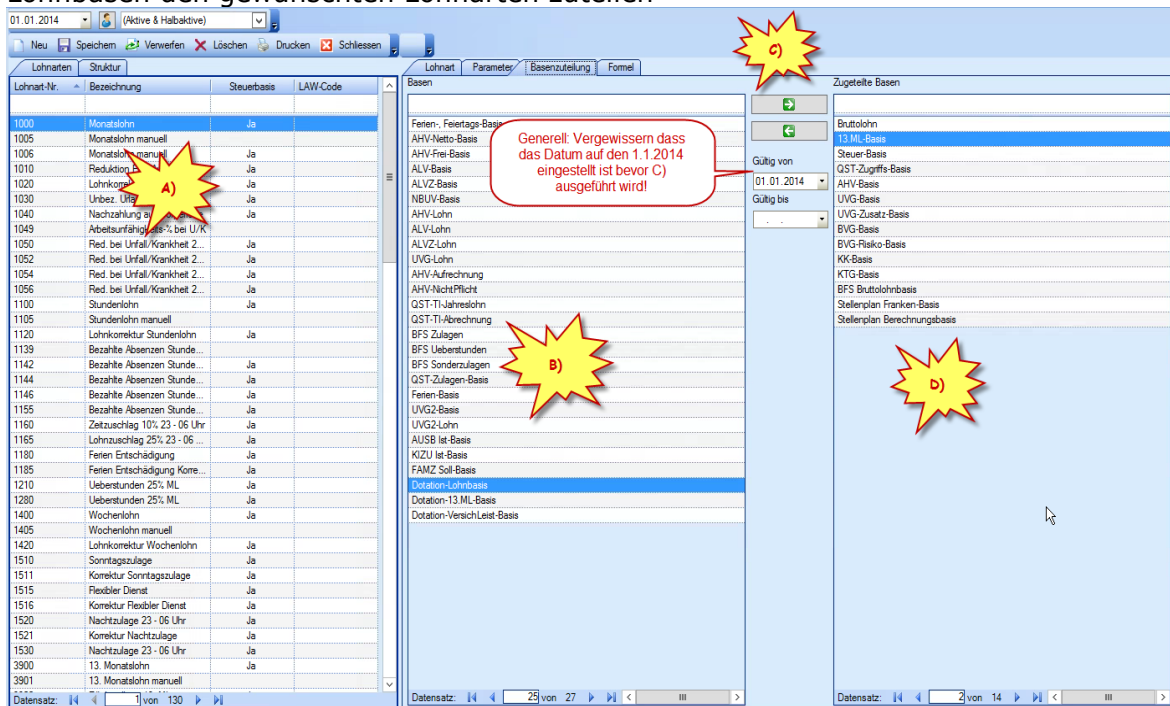 Lohnbasen den gewünschten Lohnarten zuteilen
01.01.2014 (Aktive & Halbaktive)
Neu Speichern Verwerfen Löschen Drucken Schliessen
Lohnarten Struktur
Lohnart-Nr. Bezeichnung Steuerbasis LAW-Code
1000 Monatslohn Ja
1005 Monatslohn manuell
1006 Monatslohn manuell Ja
1010 Reduktion Ja
1020 Lohnkorrek Ja
1030 Unbez. Ja
1040 Nachzahlung Ja
1049 Arbeitsunfähigkeits-% bei U/K
1050 Red. bei Unfall/Krankheit 2... Ja
1052 Red. bei Unfall/Krankheit 2... Ja
1054 Red. bei Unfall/Krankheit 2... Ja
1056 Red. bei Unfall/Krankheit 2... Ja
1100 Stundenlohn Ja
1105 Stundenlohn manuell
1120 Lohnkorrektur Stundenlohn Ja
1139 Bezahlte Absenzen Stunde...
1142 Bezahlte Absenzen Stunde... Ja
1144 Bezahlte Absenzen Stunde... Ja
1146 Bezahlte Absenzen Stunde... Ja
1155 Bezahlte Absenzen Stunde... Ja
1160 Zeitzuschlag 10% 23 - 06 Uhr Ja
1165 Lohnzuschlag 25% 23 - 06 ... Ja
1180 Ferien Entschädigung Ja
1185 Ferien Entschädigung Korre... Ja
1210 Ueberstunden 25% ML Ja
1280 Ueberstunden 25% ML Ja
1400 Wochenlohn Ja
1405 Wochenlohn manuell
1420 Lohnkorrektur Wochenlohn Ja
1510 Sonntagszulage Ja
1511 Korrektur Sonntagszulage Ja
1515 Flexibler Dienst Ja
1516 Korrektur Flexibler Dienst Ja
1520 Nachtzulage 23 - 06 Uhr Ja
1521 Korrektur Nachtzulage Ja
1530 Nachtzulage 23 - 06 Uhr Ja
3900 13. Monatslohn Ja
3901 13. Monatslohn manuell
Datensatz: 1 von 130
A)
Lohnart Parameter Basenzuteilung Formel
Basen
Ferien-, Feiertags-Basis
AHV-Netto-Basis
AHV-Frei-Basis
ALV-Basis
ALVZ-Basis
NBUV-Basis
AHV-Lohn
ALV-Lohn
ALVZ-Lohn
UVG-Lohn
AHV-Aufrechnung
AHV-NichtPflicht
QST-TI-Jahreslohn
QST-TI-Abrechnung
BFS Zulagen
BFS Ueberstunden
BFS Sonderzulagen
QST-Zulagen-Basis
Ferien-Basis
UVG2-Basis
UVG2-Lohn
AUSB Ist-Basis
KIZU Ist-Basis
FAMZ Soll-Basis
Dotation-Lohnbasis
Dotation-13.ML-Basis
Dotation-VersichLeist-Basis
Datensatz: 25 von 27
B)
Generell: Vergewissern dass
das Datum auf den 1.1.2014
eingestellt ist bevor C)
ausgeführt wird!
C)
Gültig von
01.01.2014
Gültig bis
. .
Zugeteilte Basen
Bruttolohn
13.ML-Basis
Steuer-Basis
QST-Zugriffs-Basis
AHV-Basis
UVG-Basis
UVG-Zusatz-Basis
BVG-Basis
BVG-Risiko-Basis
KK-Basis
KTG-Basis
BFS Bruttolohnbasis
Stellenplan Franken-Basis
Stellenplan Berechnungsbasis
D)
Datensatz: 2 von 14